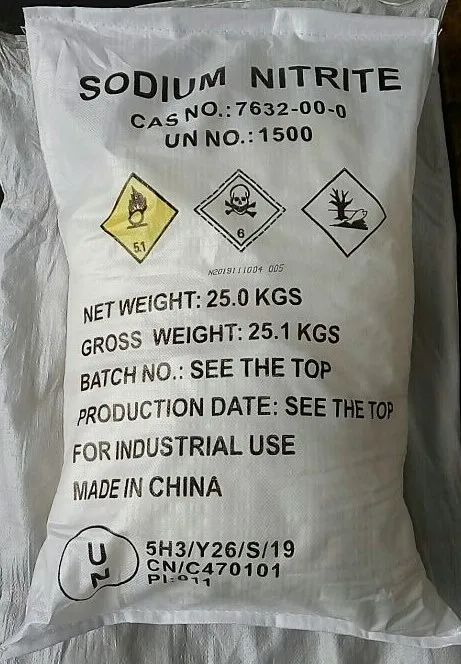 SODIUM NITRITE
CAS NO.:7632-00-0
UN NO.:1500
5.1
6
N2019111004 005
NET WEIGHT: 25.0 KGS
GROSS WEIGHT: 25.1 KGS
BATCH NO.: SEE THE TOP
PRODUCTION DATE: SEE THE TOP
FOR INDUSTRIAL USE
MADE IN CHINA
UN
5H3/Y26/S/19
CN/C470101
PI:011